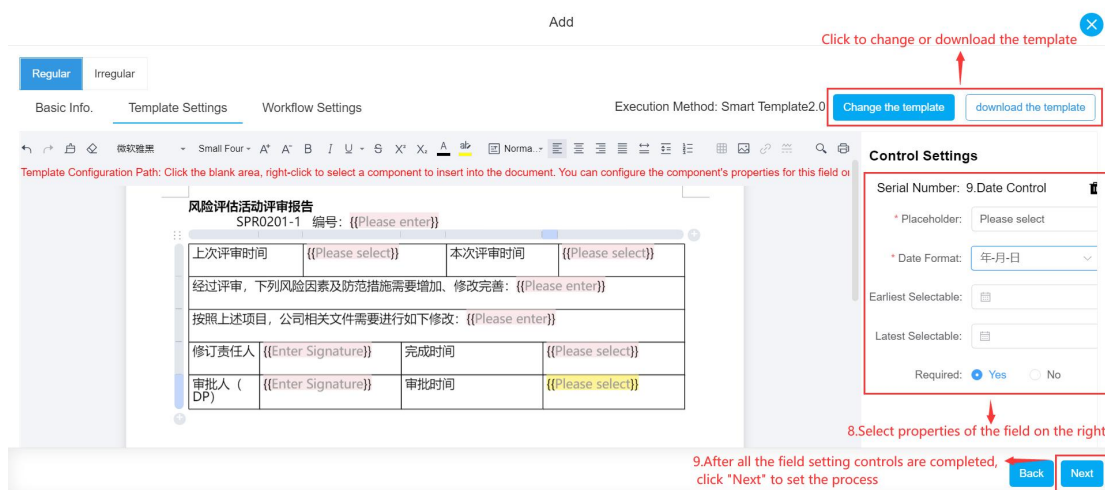 Add
Click to change or download the template
Regular Irregular
Basic Info. Template Settings Workflow Settings Execution Method: Smart Template2.0 Change the template download the template
微软雅黑 Small Four A⁺ A⁻ B I U S X² X₂ A ab Norma..
Control Settings
Template Configuration Path: Click the blank area, right-click to select a component to insert into the document. You can configure the component's properties for this field or
Serial Number: 9.Date Control
风险评估活动评审报告
SPR0201-1 编号：{{Please enter}}
* Placeholder: Please select
上次评审时间 {{Please select}} 本次评审时间 {{Please select}}
* Date Format: 年-月-日
经过评审，下列风险因素及防范措施需要增加、修改完善：{{Please enter}}
Earliest Selectable:
按照上述项目，公司相关文件需要进行如下修改：{{Please enter}}
Latest Selectable:
修订责任人 {{Enter Signature}} 完成时间 {{Please select}}
Required: Yes No
审批人（ {{Enter Signature}} 审批时间 {{Please select}}
DP)
8.Select properties of the field on the right
9.After all the field setting controls are completed,
click "Next" to set the process
Back Next